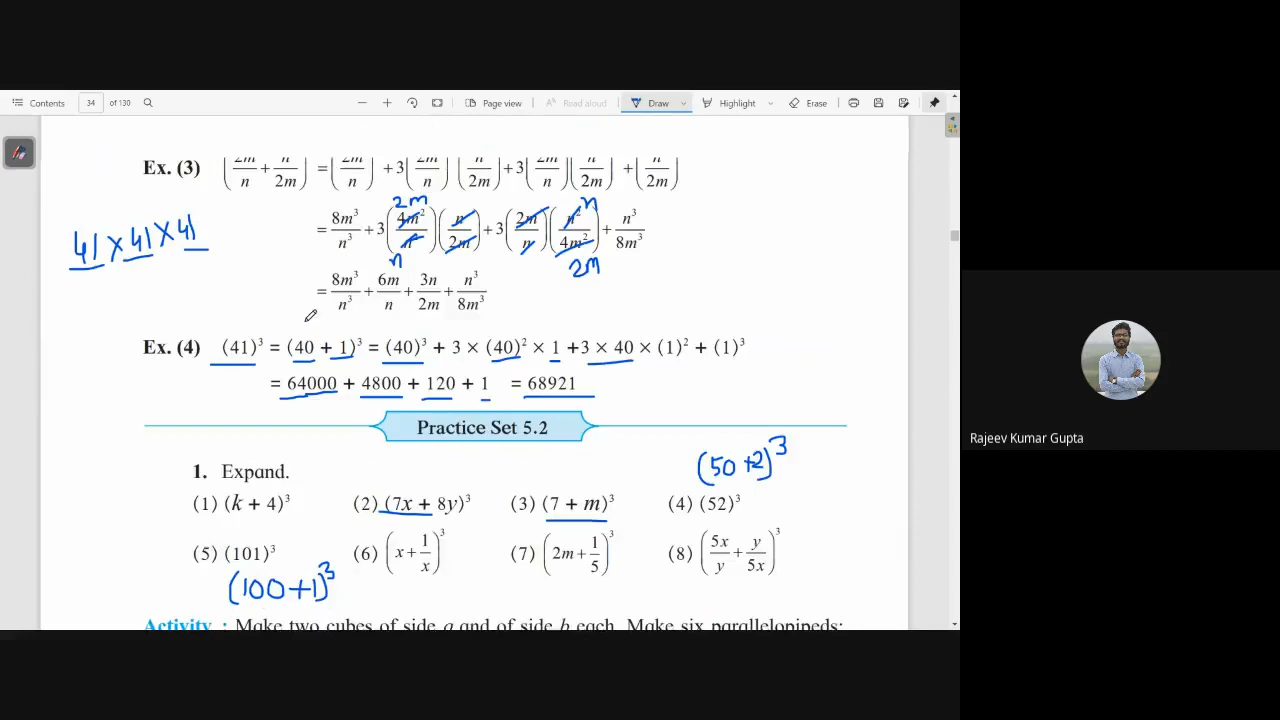 Contents 34 of 130 Page view Read aloud Draw Highlight Erase
Ex. (3) (2m/n + n/2m) = (2m/n) + 3(2m/n)(n/2m) + 3(2m/n)(n/2m) + (n/2m)
2m n
= 8m³/n³ + 3(4m²/n²)(n/2m) + 3(2m/n)(n²/4m²) + n³/8m³
41 × 41 × 41
n 2m
= 8m³/n³ + 6m/n + 3n/2m + n³/8m³
Ex. (4) (41)³ = (40 + 1)³ = (40)³ + 3 × (40)² × 1 +3 × 40 × (1)² + (1)³
= 64000 + 4800 + 120 + 1 = 68921
Practice Set 5.2
(50+2)³
1. Expand.
(1) (k + 4)³ (2) (7x + 8y)³ (3) (7 + m)³ (4) (52)³
(5) (101)³ (6) (x + 1/x)³ (7) (2m + 1/5)³ (8) (5x/y + y/5x)³
(100+1)³
Activity : Make two cubes of side a and of side b each. Make six parallelopipeds;
Rajeev Kumar Gupta